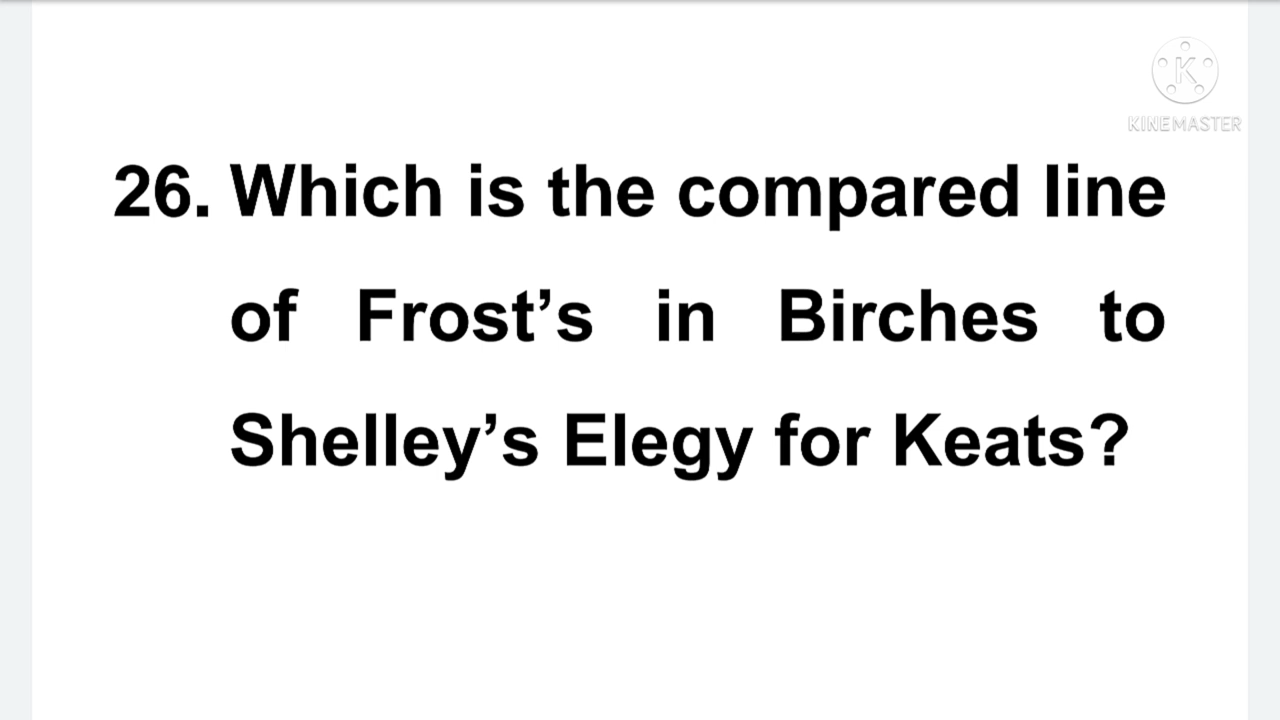 KINEMASTER
26. Which is the compared line
of Frost’s in Birches to
Shelley’s Elegy for Keats?